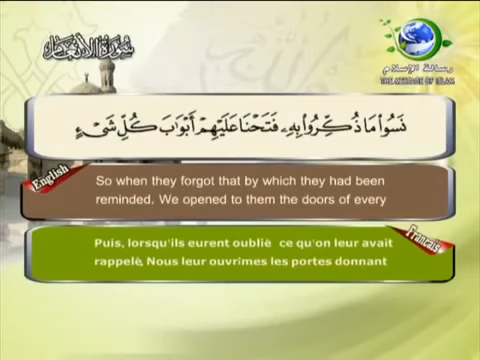 سورة الأنعام
رسالة الإسلام
THE MESSAGE OF ISLAM
نَسُوا۟ مَا ذُكِّرُوا۟ بِهِۦ فَتَحْنَا عَلَيْهِمْ أَبْوَٰبَ كُلِّ شَىْءٍ
English
So when they forgot that by which they had been
reminded, We opened to them the doors of every
Francais
Puis, lorsqu'ils eurent oublié ce qu'on leur avait
rappelé, Nous leur ouvrîmes les portes donnant